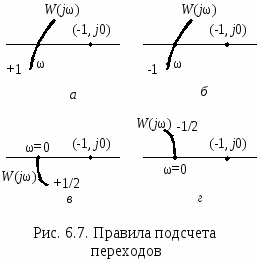 W(jω) (-1, j0)
+1 ω
а
W(jω) (-1, j0)
-1 ω
б
ω=0 (-1, j0)
W(jω) +1/2
в
W(jω) -1/2 (-1, j0)
ω=0
г
Рис. 6.7. Правила подсчета
переходов